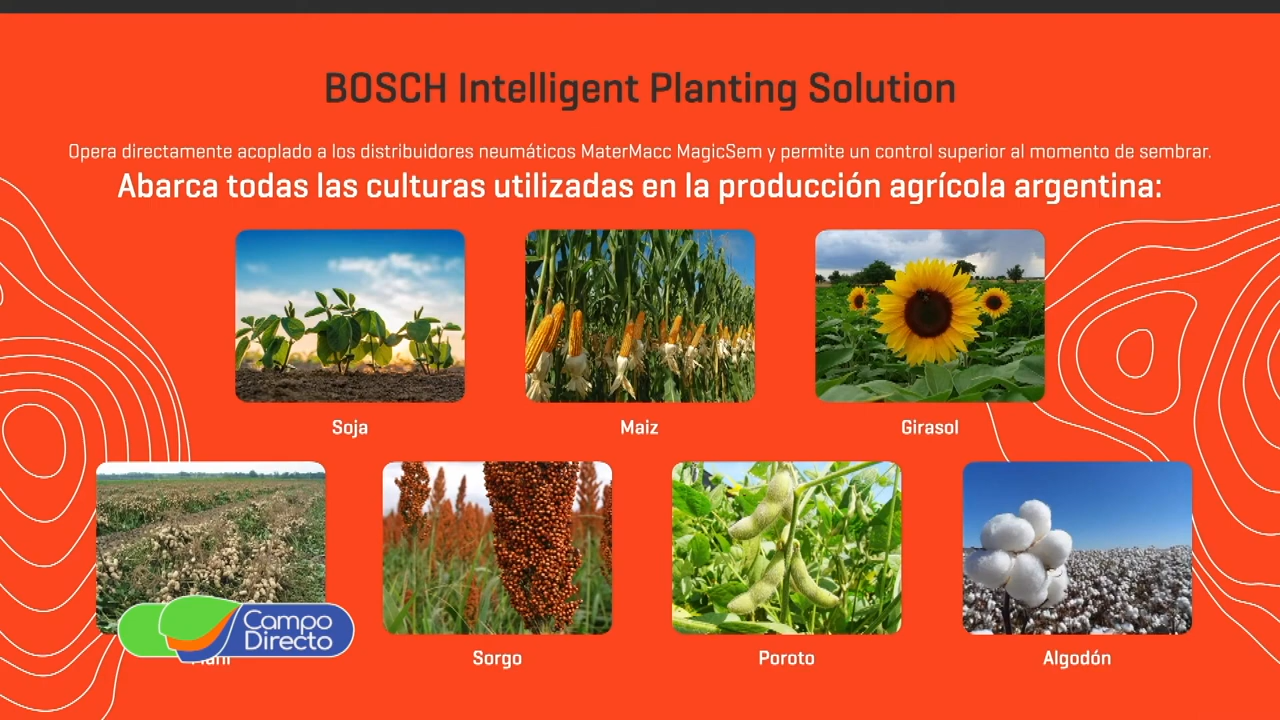 BOSCH Intelligent Planting Solution
Opera directamente acoplado a los distribuidores neumáticos MaterMacc MagicSem y permite un control superior al momento de sembrar.
Abarca todas las culturas utilizadas en la producción agrícola argentina:
Soja
Maiz
Girasol
Campo
Directo
Sorgo
Poroto
Algodón